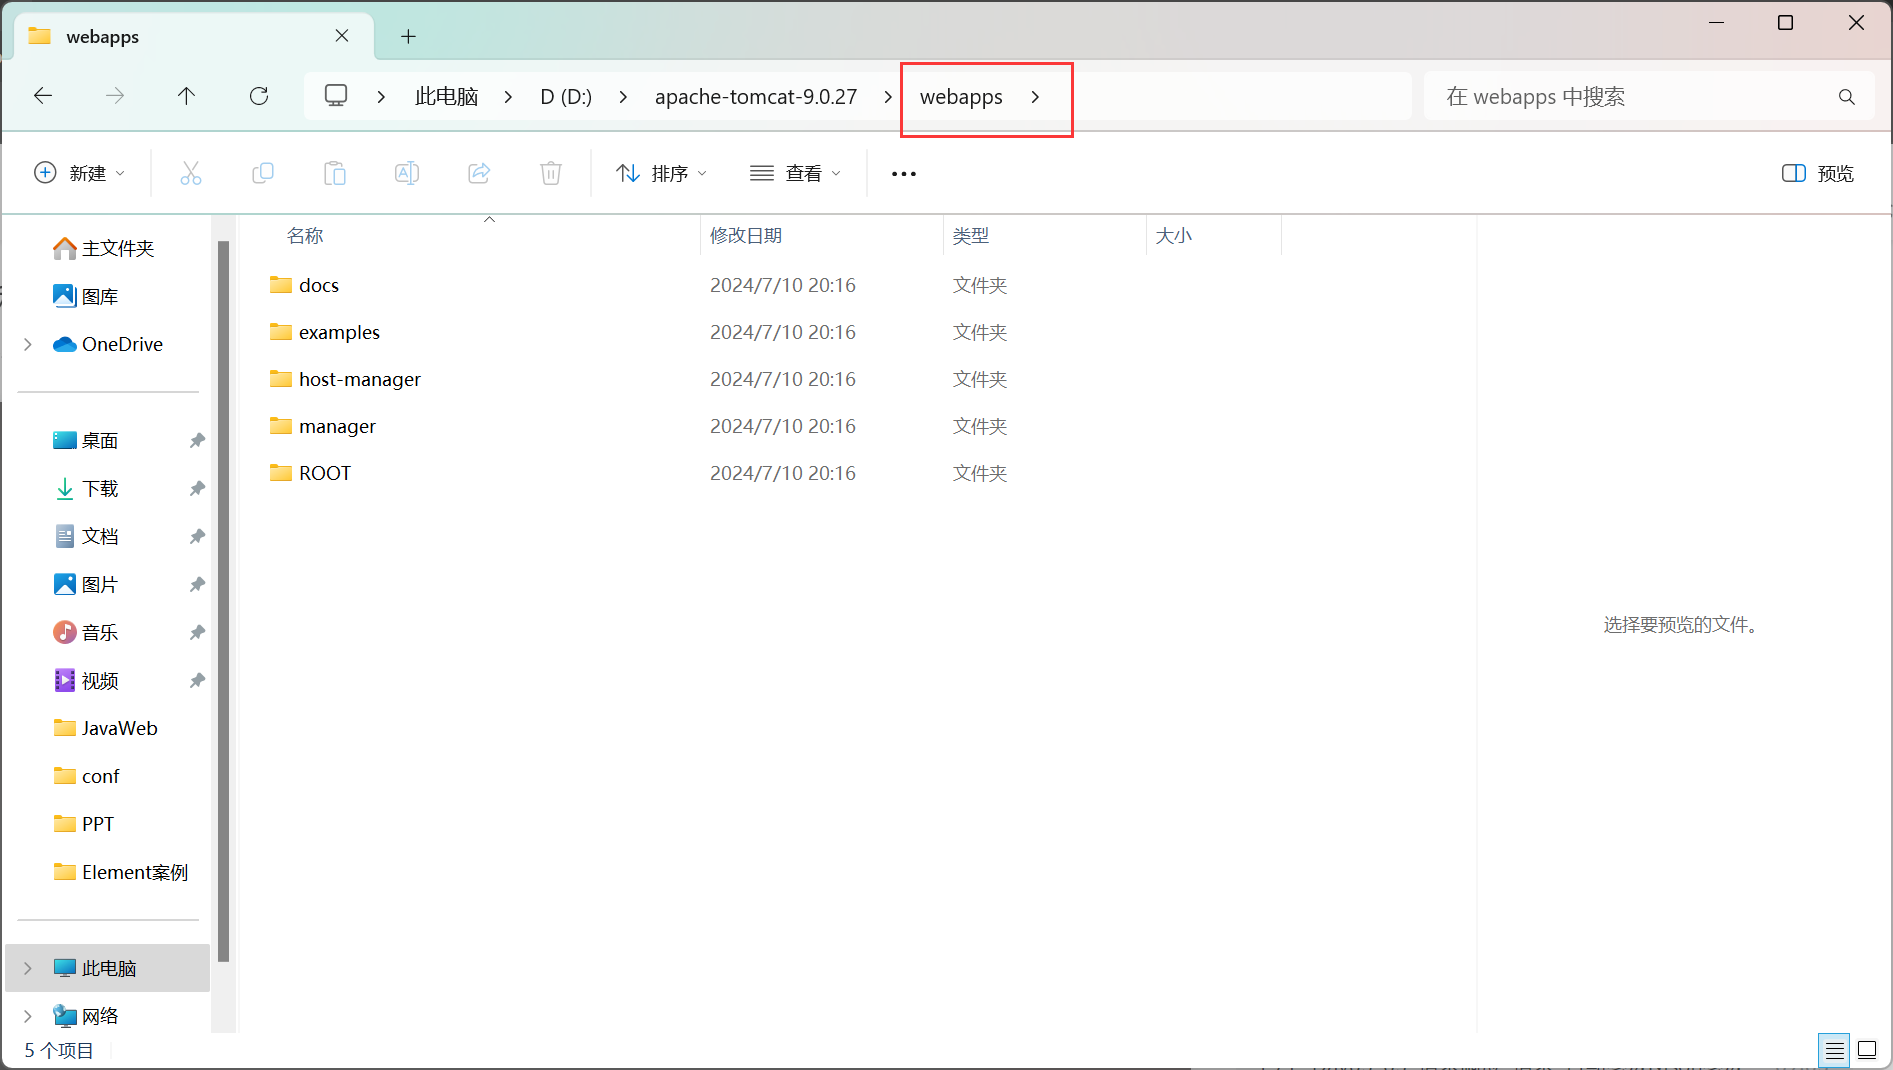 webapps
此电脑 D (D:) apache-tomcat-9.0.27 webapps 在 webapps 中搜索
新建 排序 查看 预览
主文件夹
图库
OneDrive
桌面
下载
文档
图片
音乐
视频
JavaWeb
conf
PPT
Element案例
此电脑
网络
名称 修改日期 类型 大小
docs 2024/7/10 20:16 文件夹
examples 2024/7/10 20:16 文件夹
host-manager 2024/7/10 20:16 文件夹
manager 2024/7/10 20:16 文件夹
ROOT 2024/7/10 20:16 文件夹
选择要预览的文件。
5 个项目